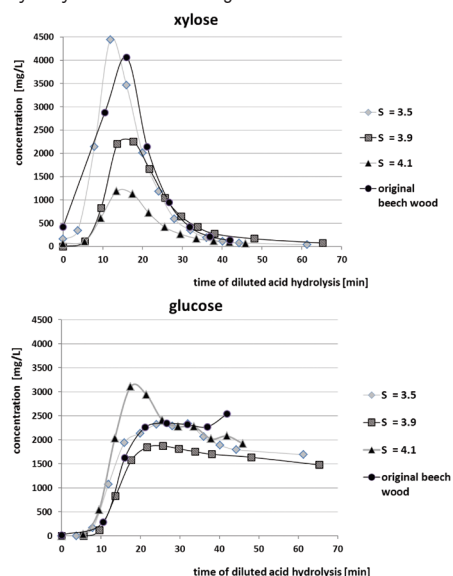 xylose
concentration [mg/L]
4500
4000
3500
3000
2500
2000
1500
1000
500
0
0 10 20 30 40 50 60 70
time of diluted acid hydrolysis [min]
S = 3.5
S = 3.9
S = 4.1
original
beech wood
glucose
concentration [mg/L]
4500
4000
3500
3000
2500
2000
1500
1000
500
0
0 10 20 30 40 50 60 70
time of diluted acid hydrolysis [min]
S = 3.5
S = 3.9
S = 4.1
original beech
wood